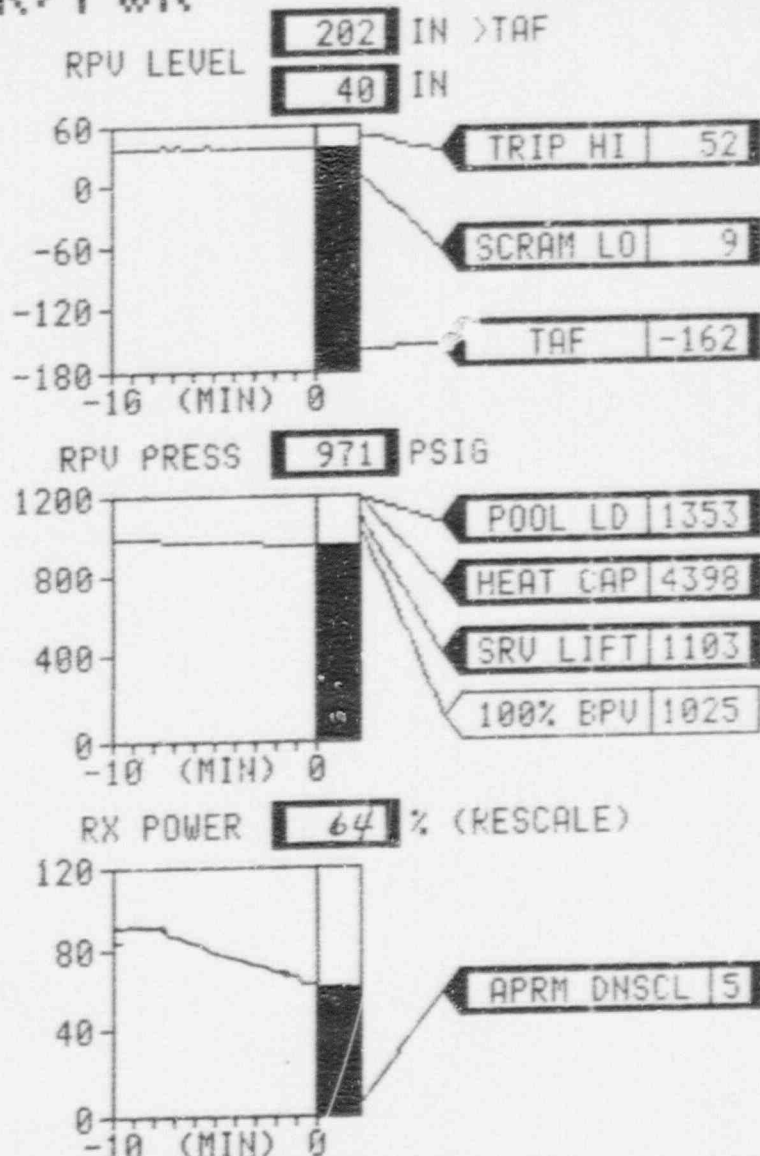 202 IN >TAF
RPV LEVEL
40 IN
60
0
-60
-120
-180
-10 (MIN) 0
TRIP HI 52
SCRAM LO 9
TAF -162
RPV PRESS 971 PSIG
1200
800
400
0
-10 (MIN) 0
POOL LD 1353
HEAT CAP 4398
SRV LIFT 1103
100% BPV 1025
RX POWER 64 % (RESCALE)
120
80
40
0
-10 (MIN) 0
APRM DNSCL 5